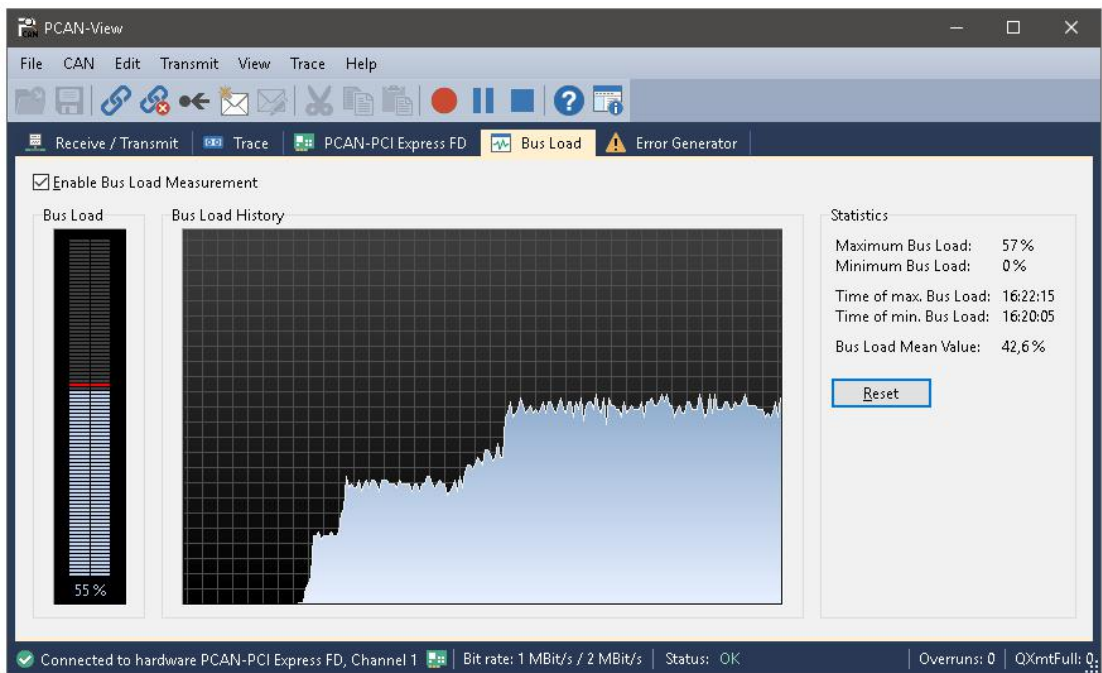 PCAN-View
File CAN Edit Transmit View Trace Help
Receive / Transmit Trace PCAN-PCI Express FD Bus Load Error Generator
Enable Bus Load Measurement
Bus Load
55 %
Bus Load History
Statistics
Maximum Bus Load: 57 %
Minimum Bus Load: 0 %
Time of max. Bus Load: 16:22:15
Time of min. Bus Load: 16:20:05
Bus Load Mean Value: 42,6 %
Reset
Connected to hardware PCAN-PCI Express FD, Channel 1 Bit rate: 1 MBit/s / 2 MBit/s Status: OK Overruns: 0 QXmtFull: 0